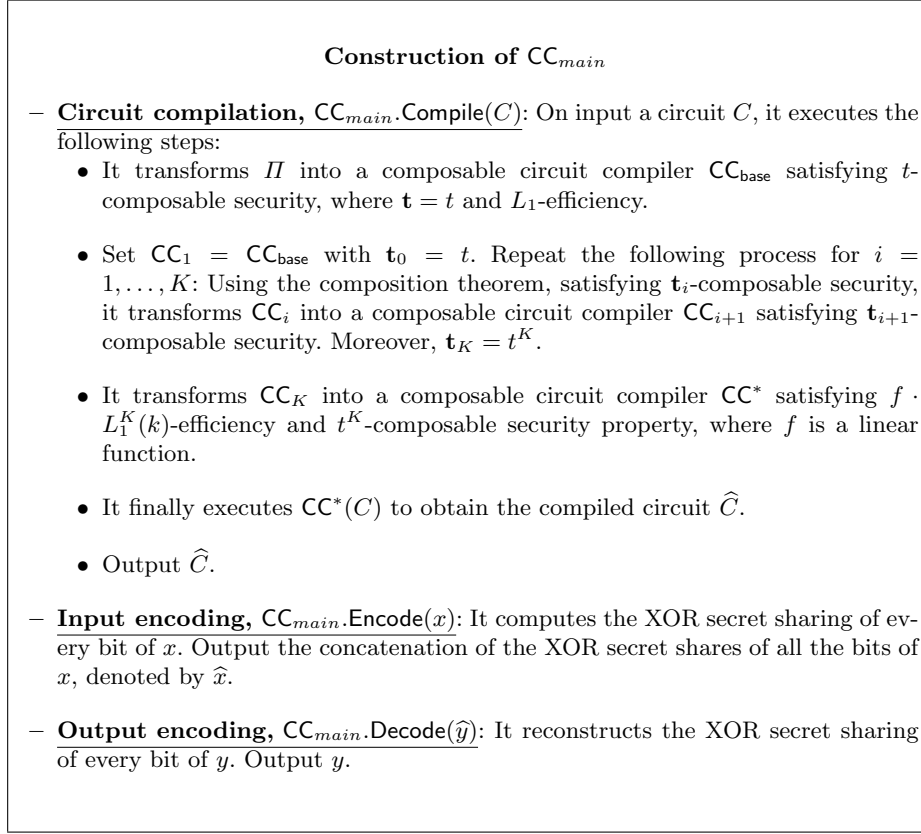 Construction of CC_main
– Circuit compilation, CC_main.Compile(C): On input a circuit C, it executes the
following steps:
• It transforms Π into a composable circuit compiler CC_base satisfying t-
composable security, where t = t and L_1-efficiency.
• Set CC_1 = CC_base with t_0 = t. Repeat the following process for i =
1, . . . , K: Using the composition theorem, satisfying t_i-composable security,
it transforms CC_i into a composable circuit compiler CC_{i+1} satisfying t_{i+1}-
composable security. Moreover, t_K = t^K.
• It transforms CC_K into a composable circuit compiler CC* satisfying f ·
L_1^K(k)-efficiency and t^K-composable security property, where f is a linear
function.
• It finally executes CC*(C) to obtain the compiled circuit Ĉ.
• Output Ĉ.
– Input encoding, CC_main.Encode(x): It computes the XOR secret sharing of ev-
ery bit of x. Output the concatenation of the XOR secret shares of all the bits of
x, denoted by x̂.
– Output encoding, CC_main.Decode(ŷ): It reconstructs the XOR secret sharing
of every bit of y. Output y.